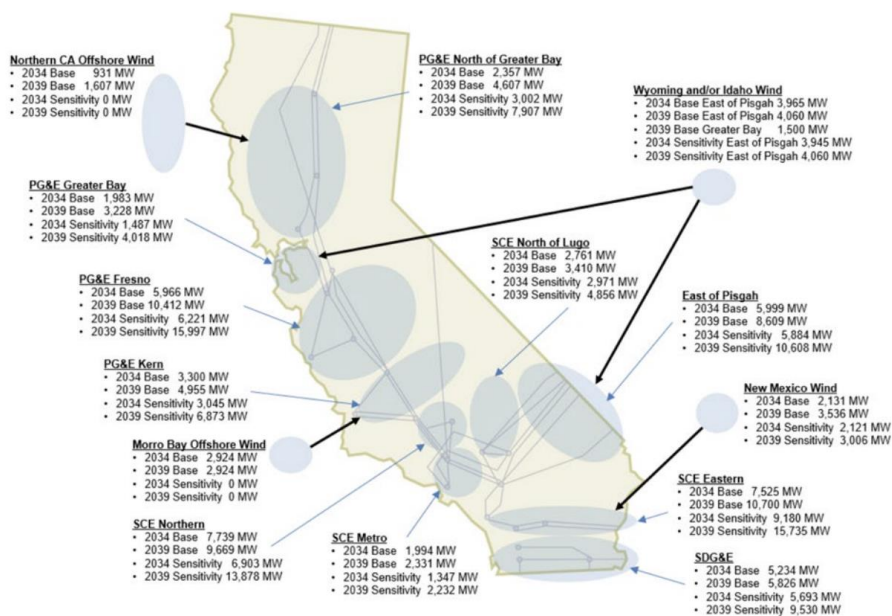 Northern CA Offshore Wind
• 2034 Base 931 MW
• 2039 Base 1,607 MW
• 2034 Sensitivity 0 MW
• 2039 Sensitivity 0 MW
PG&E North of Greater Bay
• 2034 Base 2,357 MW
• 2039 Base 4,607 MW
• 2034 Sensitivity 3,002 MW
• 2039 Sensitivity 7,907 MW
Wyoming and/or Idaho Wind
• 2034 Base East of Pisgah 3,965 MW
• 2039 Base East of Pisgah 4,060 MW
• 2039 Base Greater Bay 1,500 MW
• 2034 Sensitivity East of Pisgah 3,945 MW
• 2039 Sensitivity East of Pisgah 4,060 MW
PG&E Greater Bay
• 2034 Base 1,983 MW
• 2039 Base 3,228 MW
• 2034 Sensitivity 1,487 MW
• 2039 Sensitivity 4,018 MW
SCE North of Lugo
• 2034 Base 2,761 MW
• 2039 Base 3,410 MW
• 2034 Sensitivity 2,971 MW
• 2039 Sensitivity 4,856 MW
PG&E Fresno
• 2034 Base 5,966 MW
• 2039 Base 10,412 MW
• 2034 Sensitivity 6,221 MW
• 2039 Sensitivity 15,997 MW
East of Pisgah
• 2034 Base 5,999 MW
• 2039 Base 8,609 MW
• 2034 Sensitivity 5,884 MW
• 2039 Sensitivity 10,608 MW
PG&E Kern
• 2034 Base 3,300 MW
• 2039 Base 4,955 MW
• 2034 Sensitivity 3,045 MW
• 2039 Sensitivity 6,873 MW
New Mexico Wind
• 2034 Base 2,131 MW
• 2039 Base 3,536 MW
• 2034 Sensitivity 2,121 MW
• 2039 Sensitivity 3,006 MW
Morro Bay Offshore Wind
• 2034 Base 2,924 MW
• 2039 Base 2,924 MW
• 2034 Sensitivity 0 MW
• 2039 Sensitivity 0 MW
SCE Eastern
• 2034 Base 7,525 MW
• 2039 Base 10,700 MW
• 2034 Sensitivity 9,180 MW
• 2039 Sensitivity 15,735 MW
SCE Northern
• 2034 Base 7,739 MW
• 2039 Base 9,669 MW
• 2034 Sensitivity 6,903 MW
• 2039 Sensitivity 13,878 MW
SCE Metro
• 2034 Base 1,994 MW
• 2039 Base 2,331 MW
• 2034 Sensitivity 1,347 MW
• 2039 Sensitivity 2,232 MW
SDG&E
• 2034 Base 5,234 MW
• 2039 Base 5,826 MW
• 2034 Sensitivity 5,693 MW
• 2039 Sensitivity 9,530 MW